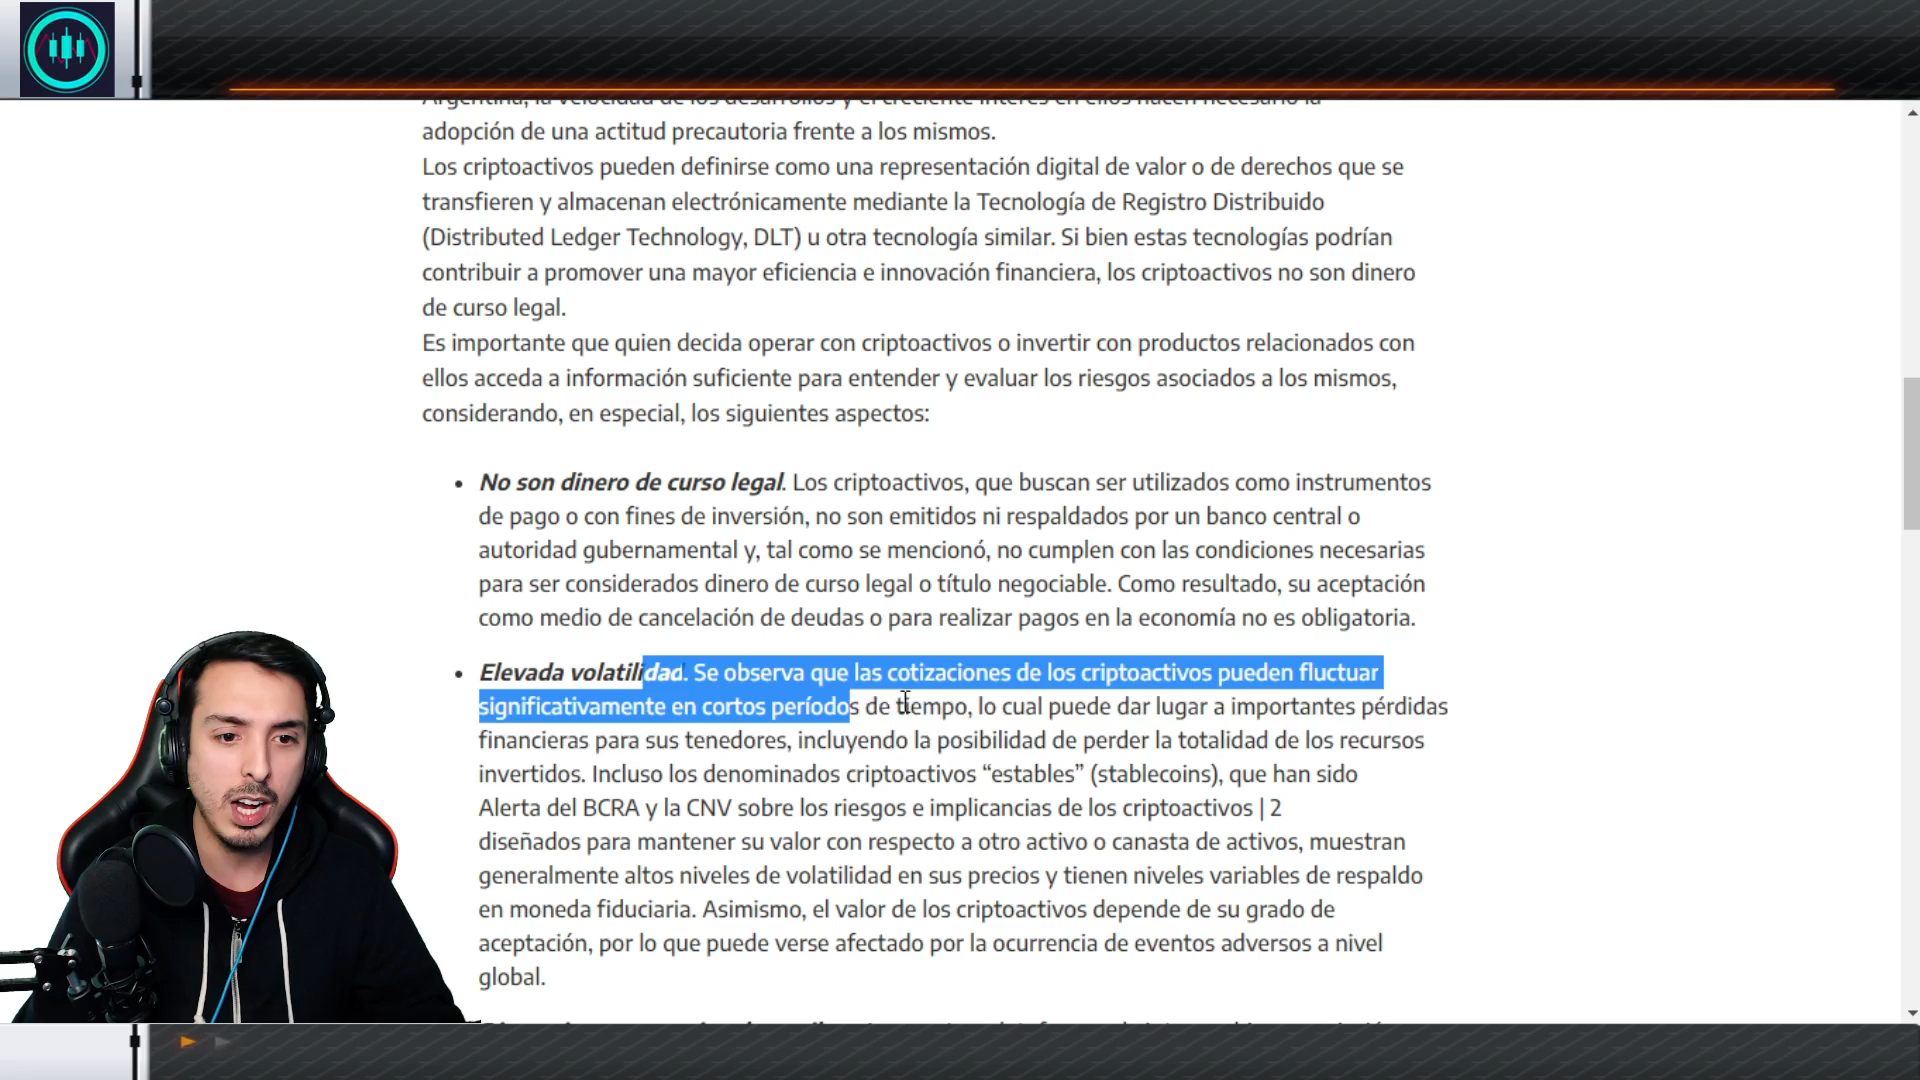 Argentina, la velocidad de los desarrollos y el creciente interés en ellos hacen necesario la
adopción de una actitud precautoria frente a los mismos.
Los criptoactivos pueden definirse como una representación digital de valor o de derechos que se
transfieren y almacenan electrónicamente mediante la Tecnología de Registro Distribuido
(Distributed Ledger Technology, DLT) u otra tecnología similar. Si bien estas tecnologías podrían
contribuir a promover una mayor eficiencia e innovación financiera, los criptoactivos no son dinero
de curso legal.
Es importante que quien decida operar con criptoactivos o invertir con productos relacionados con
ellos acceda a información suficiente para entender y evaluar los riesgos asociados a los mismos,
considerando, en especial, los siguientes aspectos:
• No son dinero de curso legal. Los criptoactivos, que buscan ser utilizados como instrumentos
de pago o con fines de inversión, no son emitidos ni respaldados por un banco central o
autoridad gubernamental y, tal como se mencionó, no cumplen con las condiciones necesarias
para ser considerados dinero de curso legal o título negociable. Como resultado, su aceptación
como medio de cancelación de deudas o para realizar pagos en la economía no es obligatoria.
• Elevada volatilidad. Se observa que las cotizaciones de los criptoactivos pueden fluctuar
significativamente en cortos períodos de tiempo, lo cual puede dar lugar a importantes pérdidas
financieras para sus tenedores, incluyendo la posibilidad de perder la totalidad de los recursos
invertidos. Incluso los denominados criptoactivos “estables” (stablecoins), que han sido
Alerta del BCRA y la CNV sobre los riesgos e implicancias de los criptoactivos | 2
diseñados para mantener su valor con respecto a otro activo o canasta de activos, muestran
generalmente altos niveles de volatilidad en sus precios y tienen niveles variables de respaldo
en moneda fiduciaria. Asimismo, el valor de los criptoactivos depende de su grado de
aceptación, por lo que puede verse afectado por la ocurrencia de eventos adversos a nivel
global.